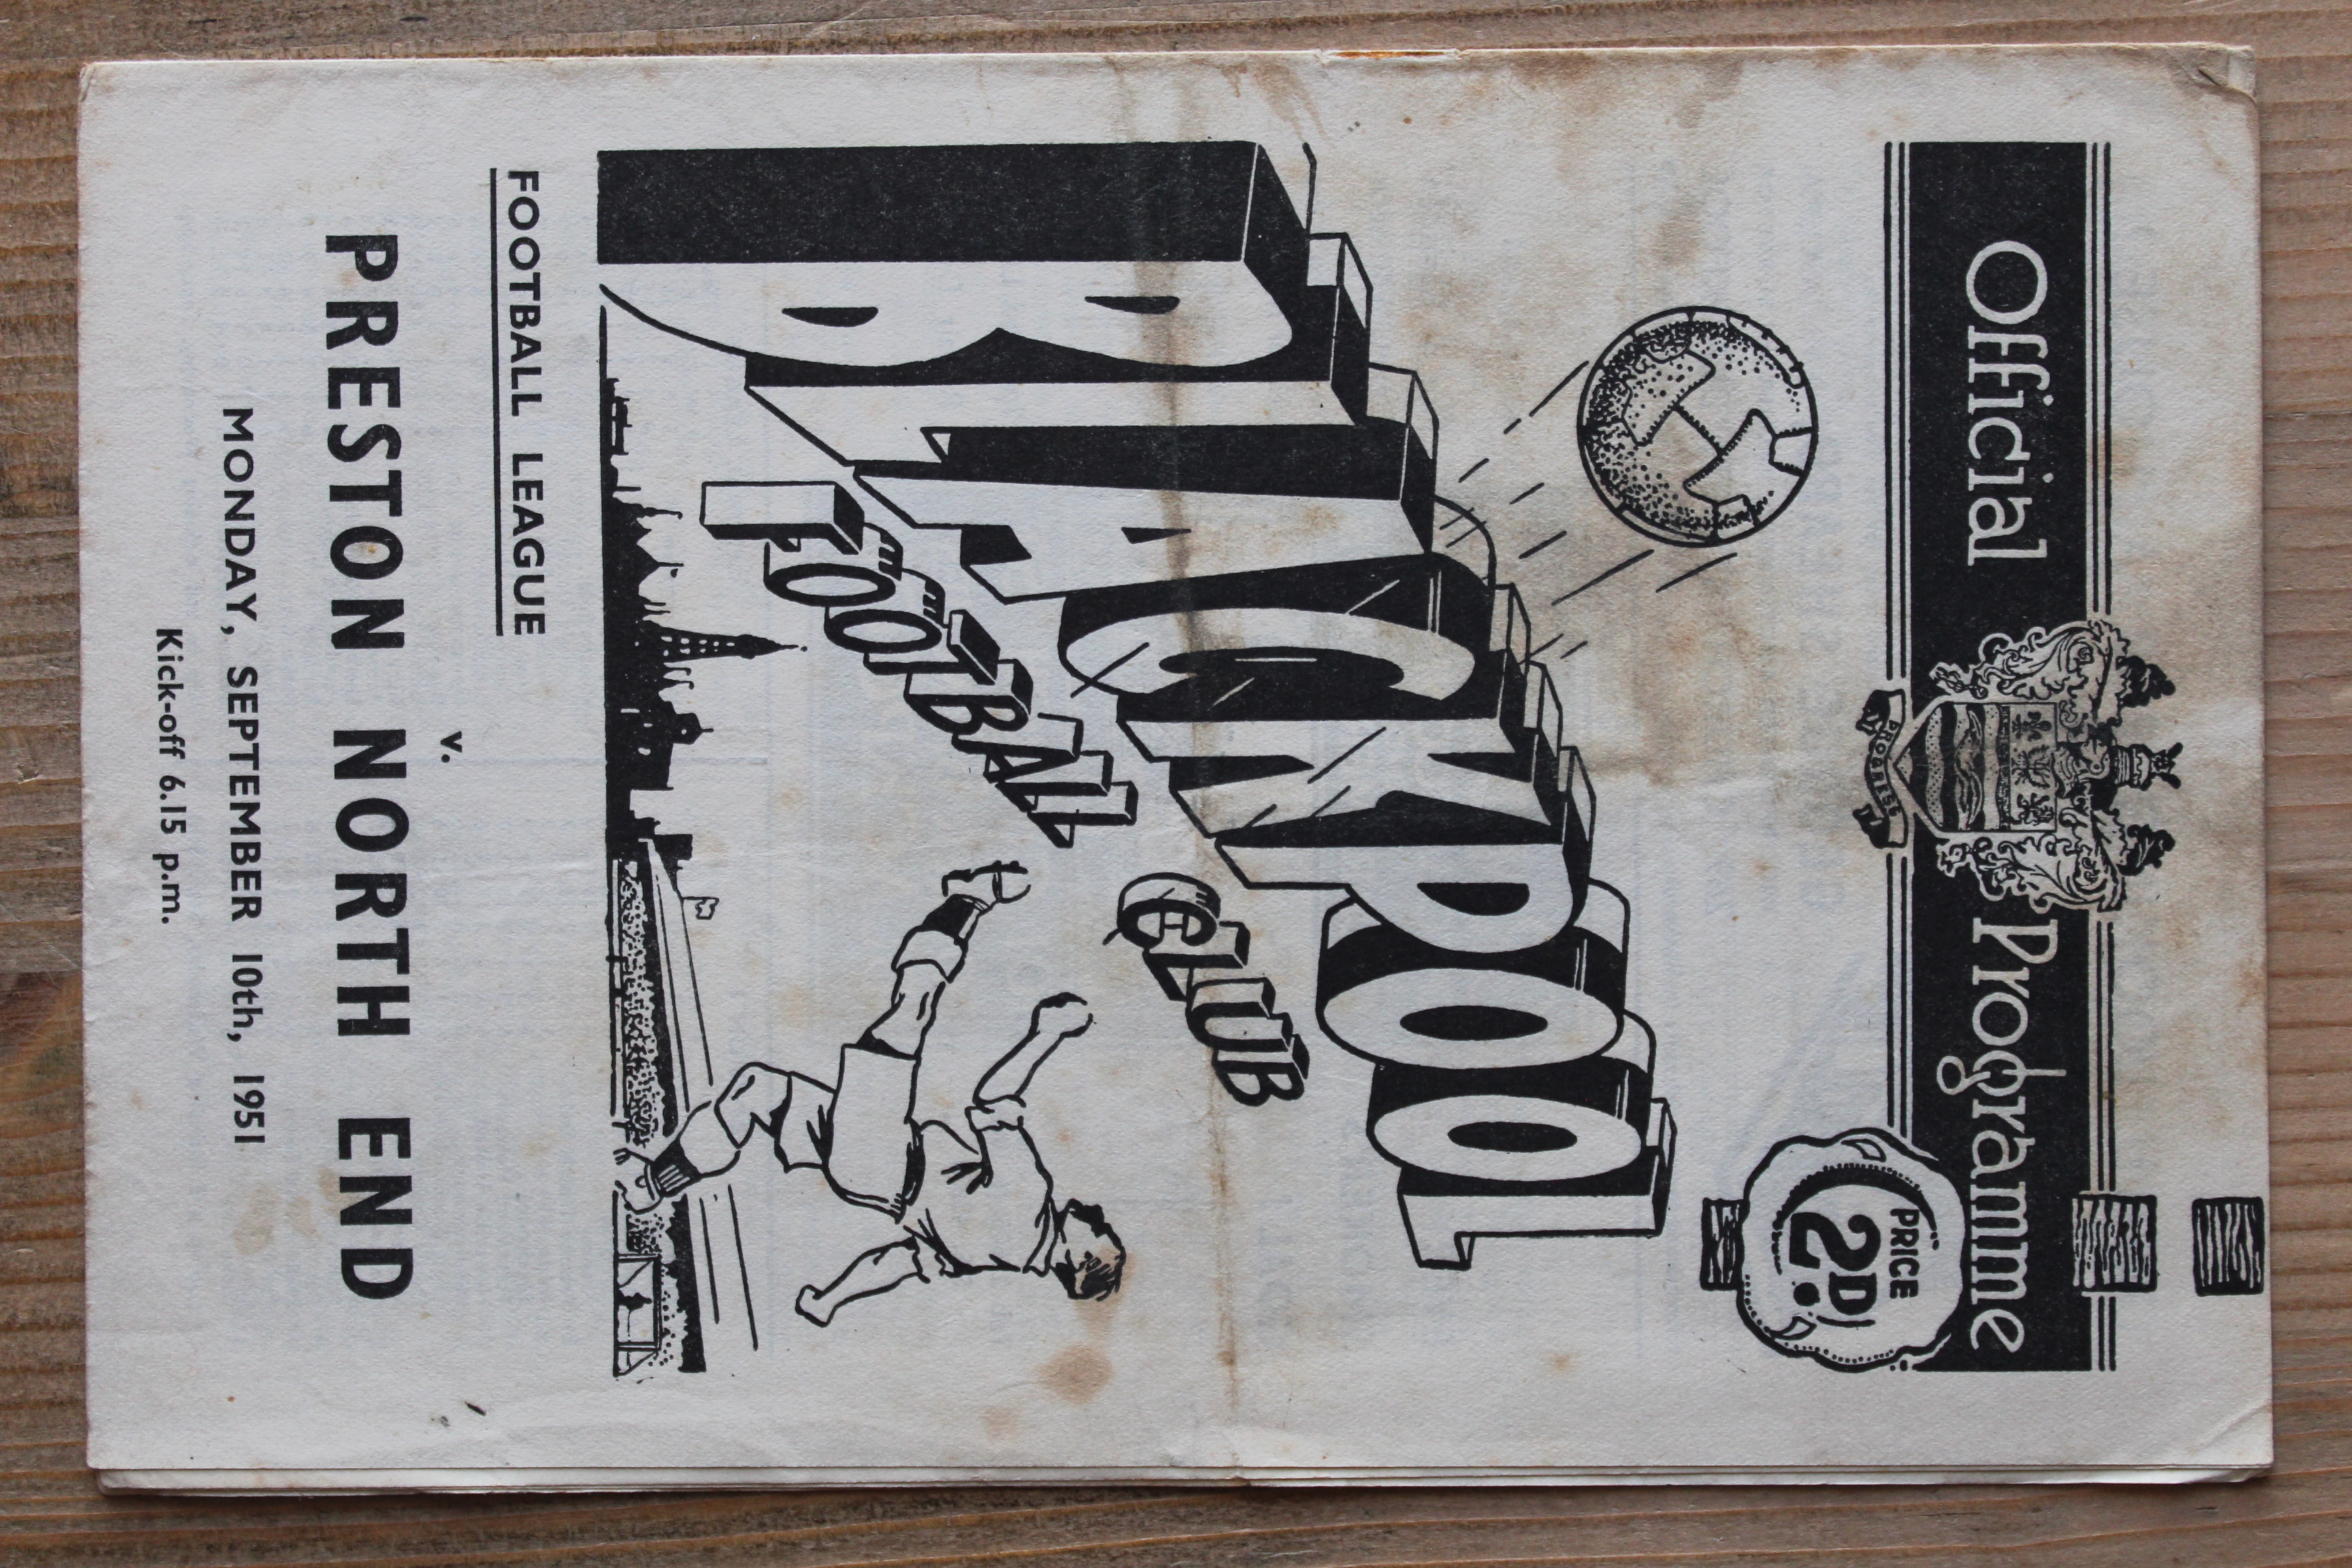 Official Programme
PROGRESS
PRICE
2D.
BLACKPOOL
FOOTBALL CLUB
FOOTBALL LEAGUE
v.
PRESTON NORTH END
MONDAY, SEPTEMBER 10th, 1951
Kick-off 6.15 p.m.